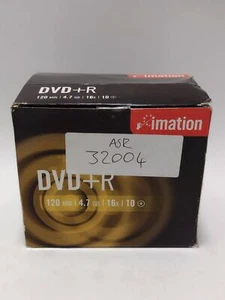 DVD+R
120 min | 4.7 GB | 16x | 10
imation
ASR
32004
imation
DVD+R
120 min | 4.7 GB | 16x | 10